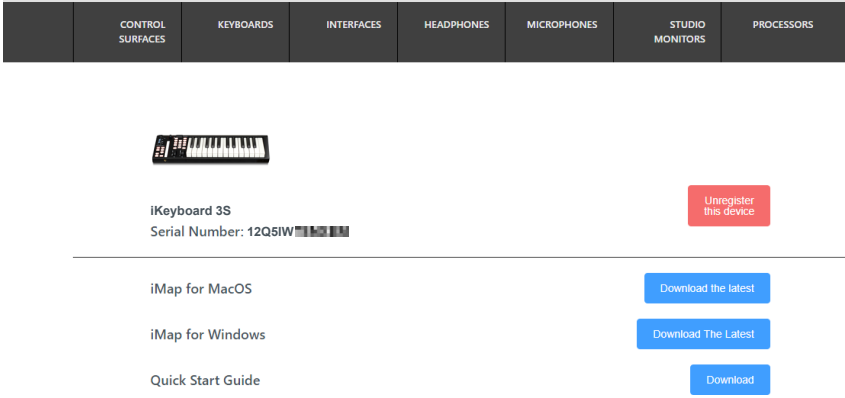 CONTROL
SURFACES
KEYBOARDS
INTERFACES
HEADPHONES
MICROPHONES
STUDIO
MONITORS
PROCESSORS
iKeyboard 3S
Unregister
this device
Serial Number: 12Q5IW
iMap for MacOS
Download the latest
iMap for Windows
Download The Latest
Quick Start Guide
Download